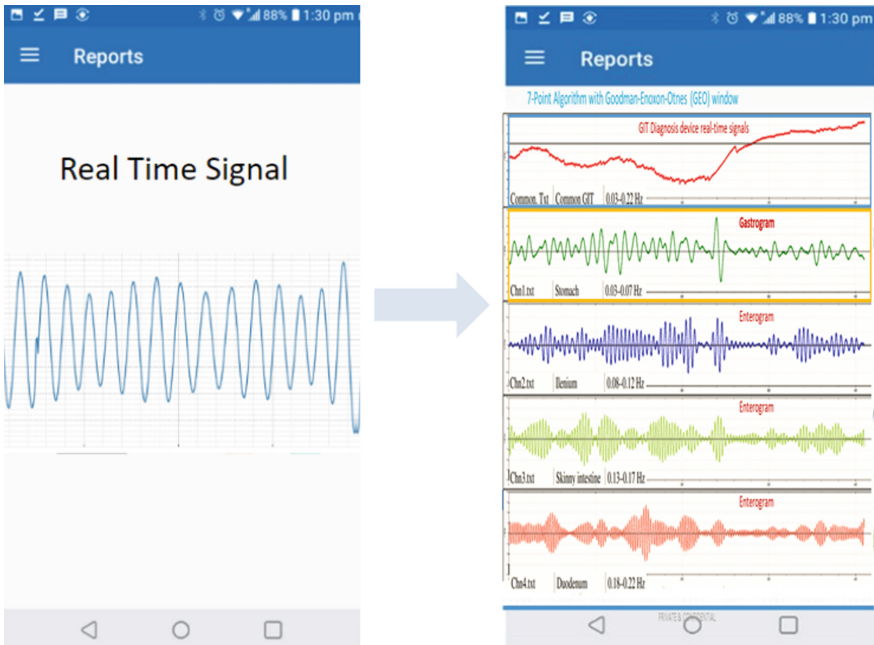 88% 1:30 pm
Reports
Real Time Signal
88% 1:30 pm
Reports
7-Point Algorithm with Goodman-Enoxon-Otnes (GEO) window
GIT Diagnosis device real-time signals
Common. Txt Common GIT 0.03-0.22 Hz
Gastrogram
Chn1.txt Stomach 0.03-0.07 Hz
Enterogram
Chn2.txt Ilenium 0.08-0.12 Hz
Enterogram
Chn3.txt Skinny intestine 0.13-0.17 Hz
Enterogram
Chn4.txt Duodenum 0.18-0.22 Hz
PRIVATE & CONFIDENTIAL